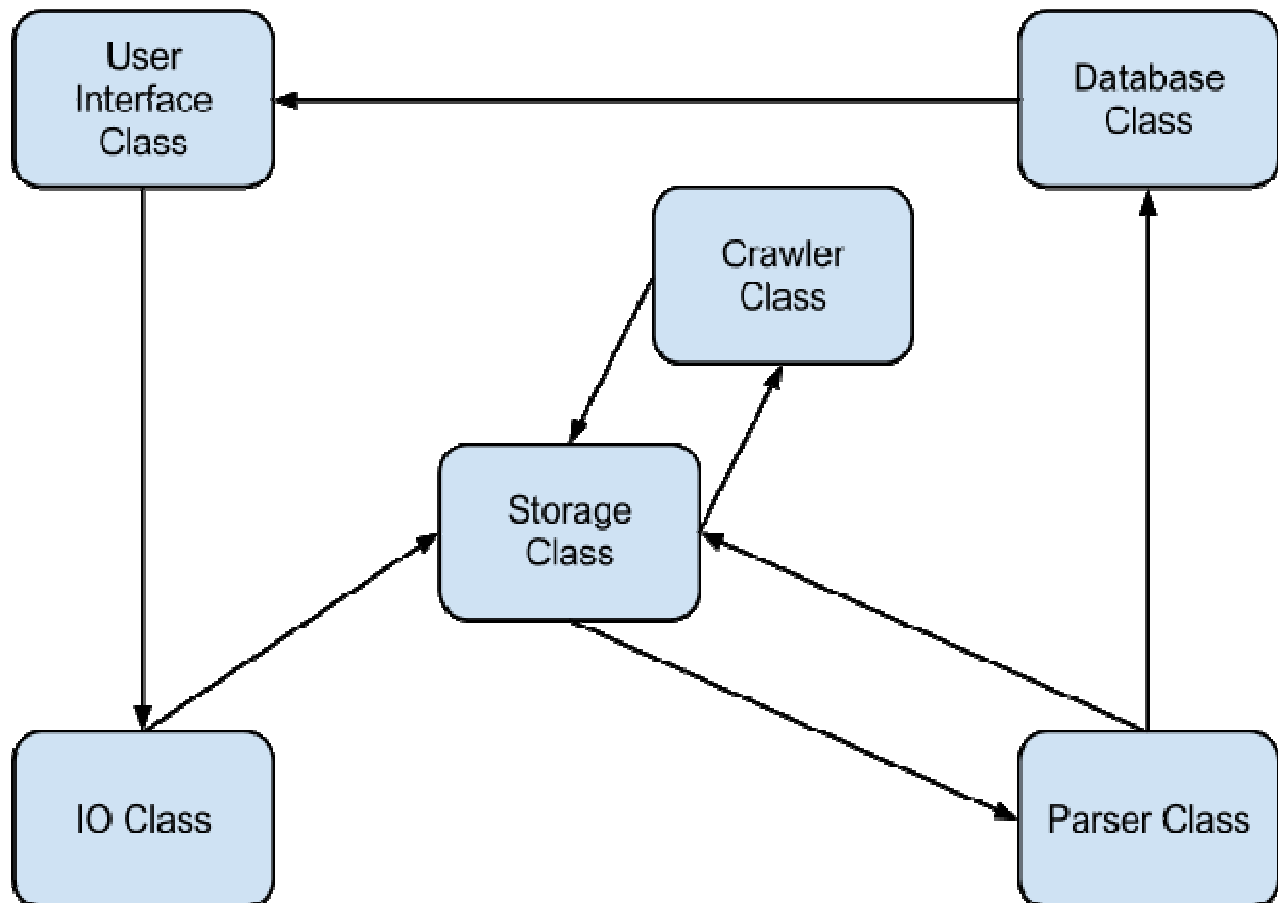 User
Interface
Class
Database
Class
Crawler
Class
Storage
Class
IO Class
Parser Class